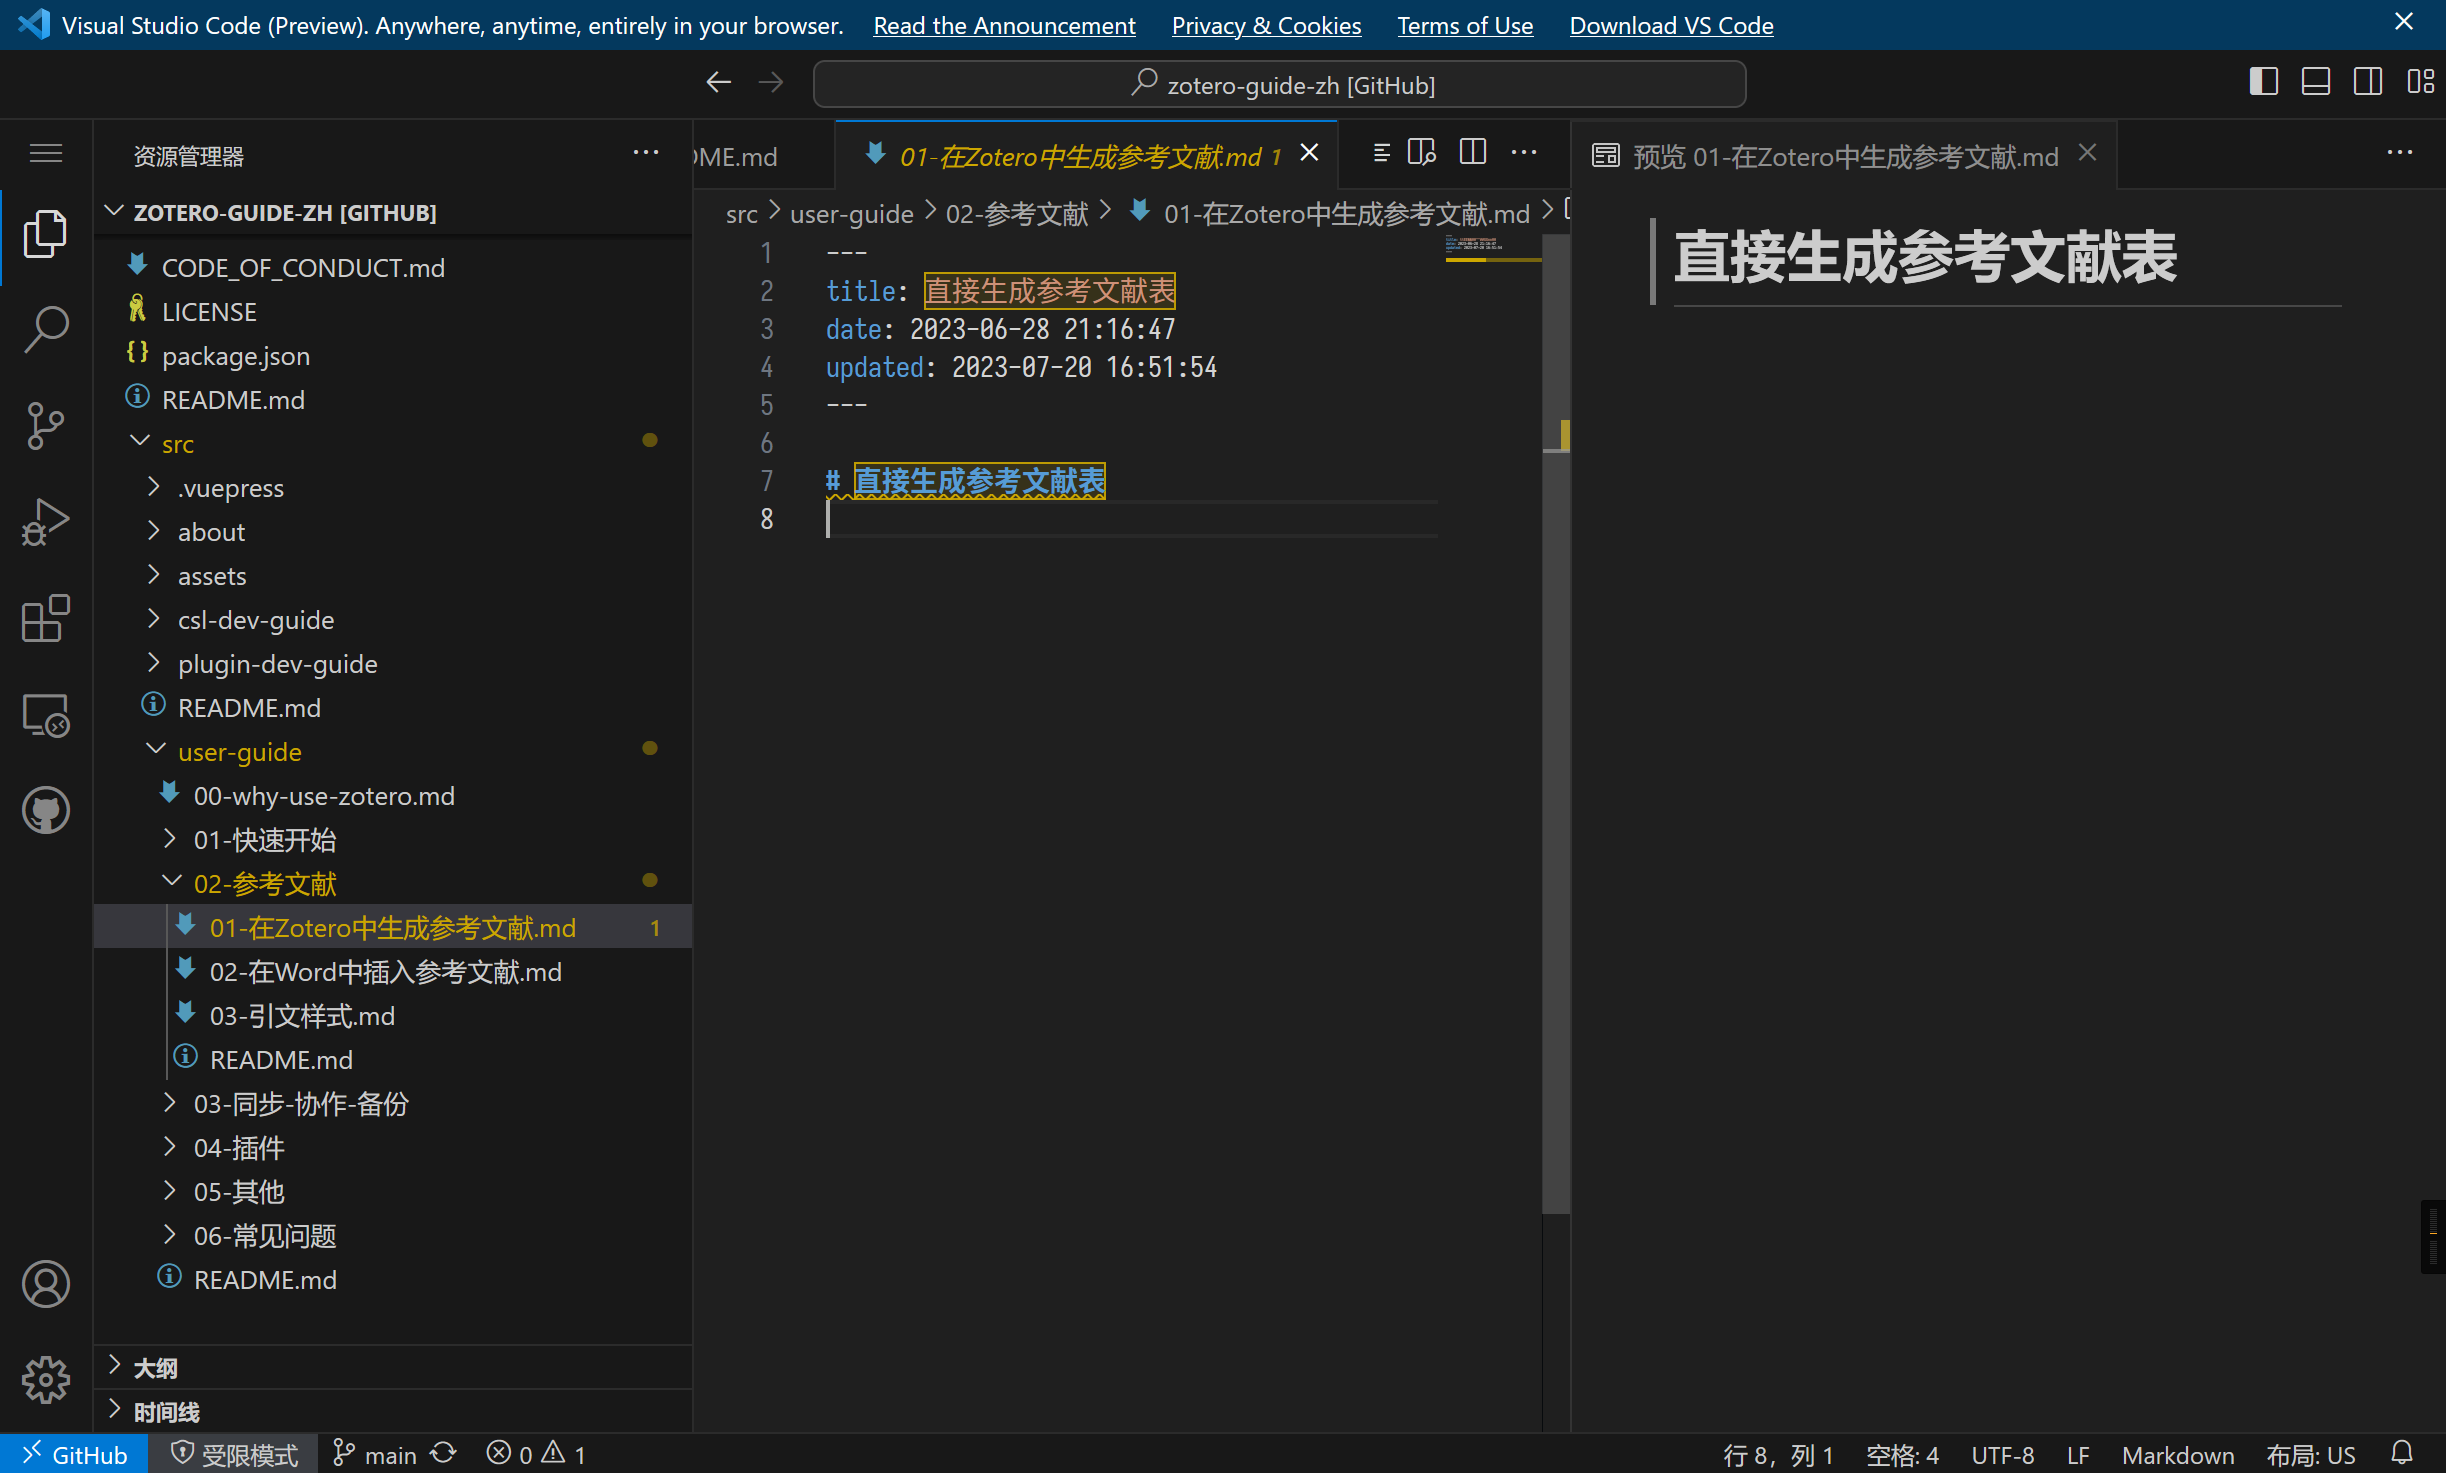 Visual Studio Code (Preview). Anywhere, anytime, entirely in your browser. Read the Announcement Privacy & Cookies Terms of Use Download VS Code
zotero-guide-zh [GitHub]
资源管理器
ZOTERO-GUIDE-ZH [GITHUB]
CODE_OF_CONDUCT.md
LICENSE
package.json
README.md
src
.vuepress
about
assets
csl-dev-guide
plugin-dev-guide
README.md
user-guide
00-why-use-zotero.md
01-快速开始
02-参考文献
01-在Zotero中生成参考文献.md 1
02-在Word中插入参考文献.md
03-引文样式.md
README.md
03-同步-协作-备份
04-插件
05-其他
06-常见问题
README.md
大纲
时间线
ME.md
01-在Zotero中生成参考文献.md 1
src > user-guide > 02-参考文献 > 01-在Zotero中生成参考文献.md >
1 ---
2 title: 直接生成参考文献表
3 date: 2023-06-28 21:16:47
4 updated: 2023-07-20 16:51:54
5 ---
6
7 # 直接生成参考文献表
8
预览 01-在Zotero中生成参考文献.md
直接生成参考文献表
GitHub 受限模式 main 0 1 行 8，列 1 空格: 4 UTF-8 LF Markdown 布局: US